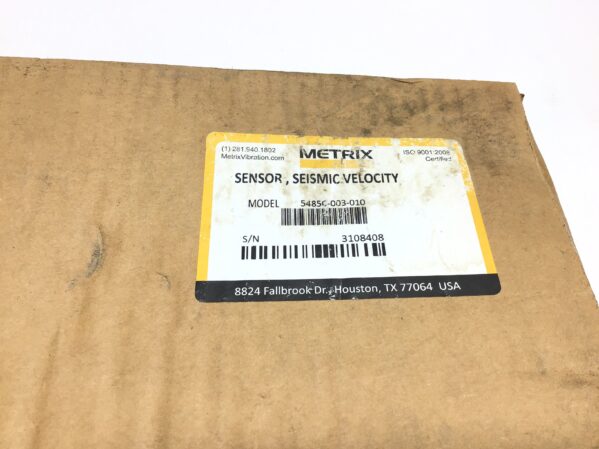 (1) 281.940.1802
MetrixVibration.com
METRIX
ISO 9001:2008
Certified
SENSOR , SEISMIC VELOCITY
MODEL 5485C-003-010
S/N 3108408
8824 Fallbrook Dr., Houston, TX 77064 USA